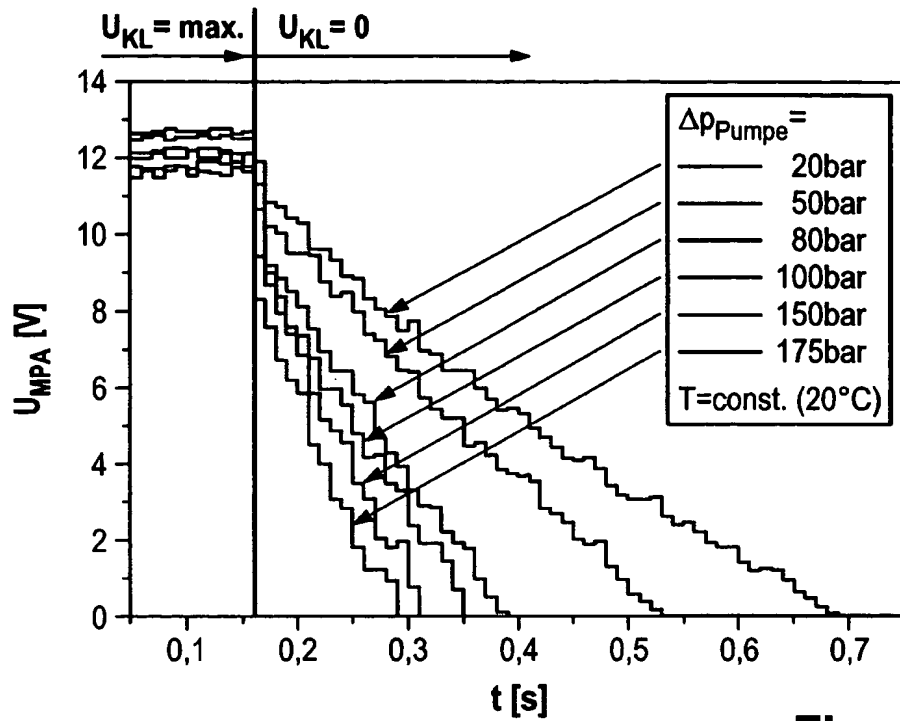 U_KL = max. U_KL = 0
14
12
10
8
6
4
2
0
U_MPA [V]
Δp_Pumpe =
20bar
50bar
80bar
100bar
150bar
175bar
T=const. (20°C)
0,1 0,2 0,3 0,4 0,5 0,6 0,7
t [s]